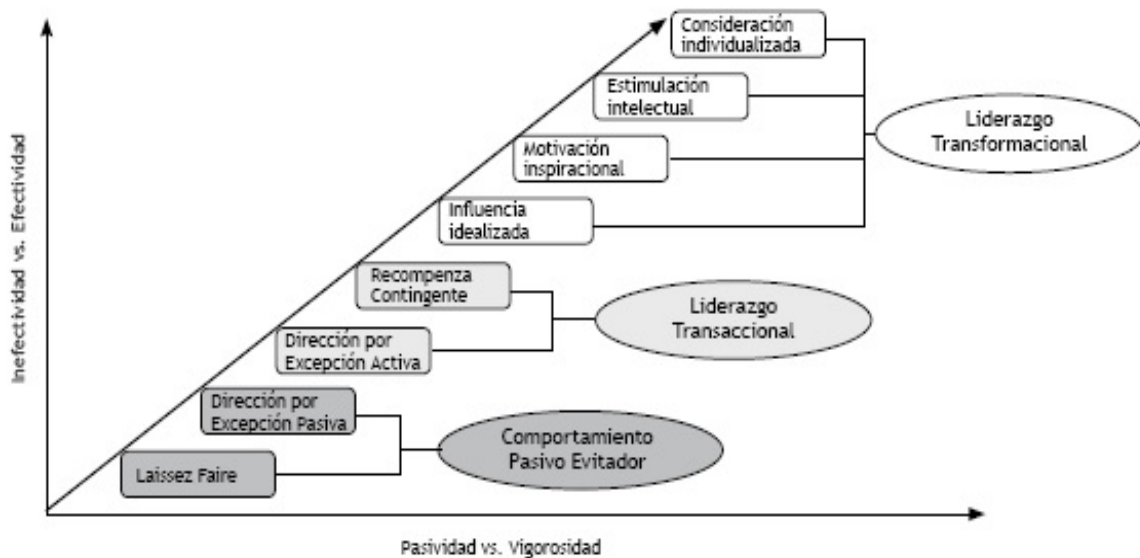 Consideración
individualizada
Estimulación
intelectual
Liderazgo
Transformacional
Motivación
inspiracional
Influencia
idealizada
Recompenza
Contingente
Liderazgo
Transaccional
Dirección por
Excepción Activa
Dirección por
Excepción Pasiva
Comportamiento
Pasivo Evitador
Laissez Faire
Inefectividad vs. Efectividad
Pasividad vs. Vigorosidad